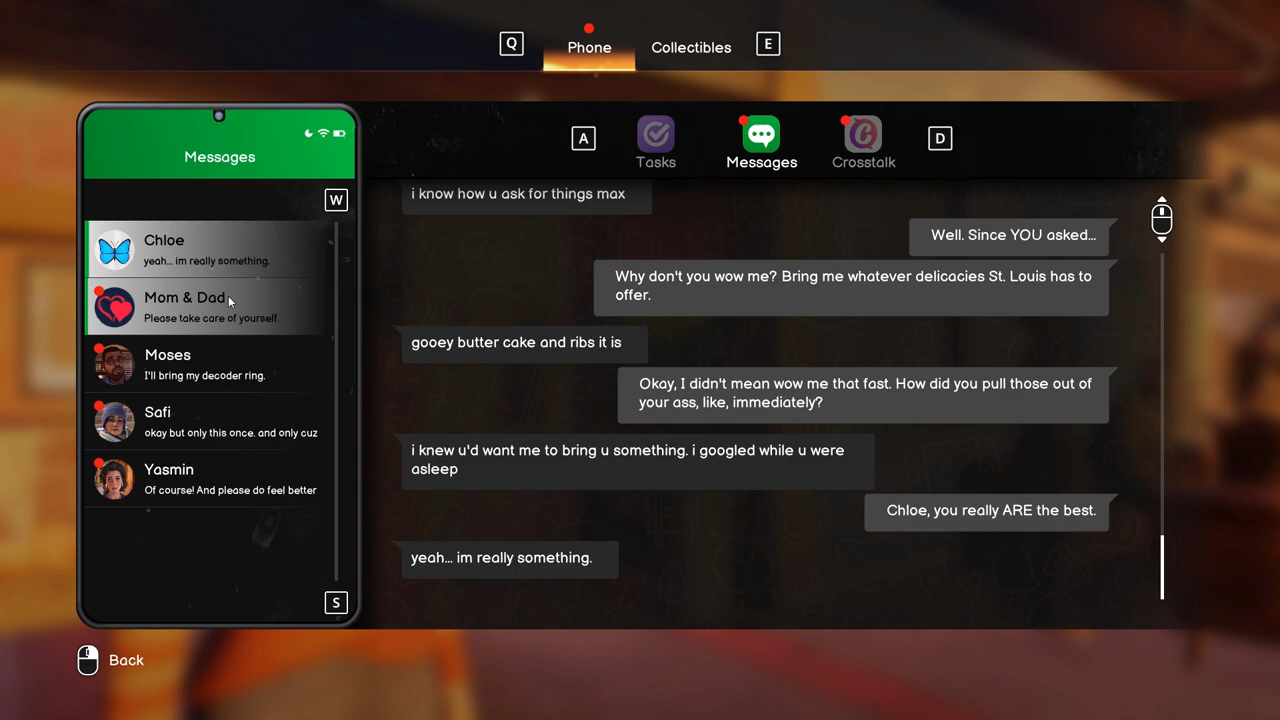 Q
Phone
Collectibles
E
Messages
A
Tasks
Messages
Crosstalk
D
W
Chloe
yeah... im really something.
Mom & Dad
Please take care of yourself.
Moses
I'll bring my decoder ring.
Safi
okay but only this once. and only cuz
Yasmin
Of course! And please do feel better
S
i know how u ask for things max
Well. Since YOU asked...
Why don't you wow me? Bring me whatever delicacies St. Louis has to
offer.
gooey butter cake and ribs it is
Okay, I didn't mean wow me that fast. How did you pull those out of
your ass, like, immediately?
i knew u'd want me to bring u something. i googled while u were
asleep
Chloe, you really ARE the best.
yeah... im really something.
Back